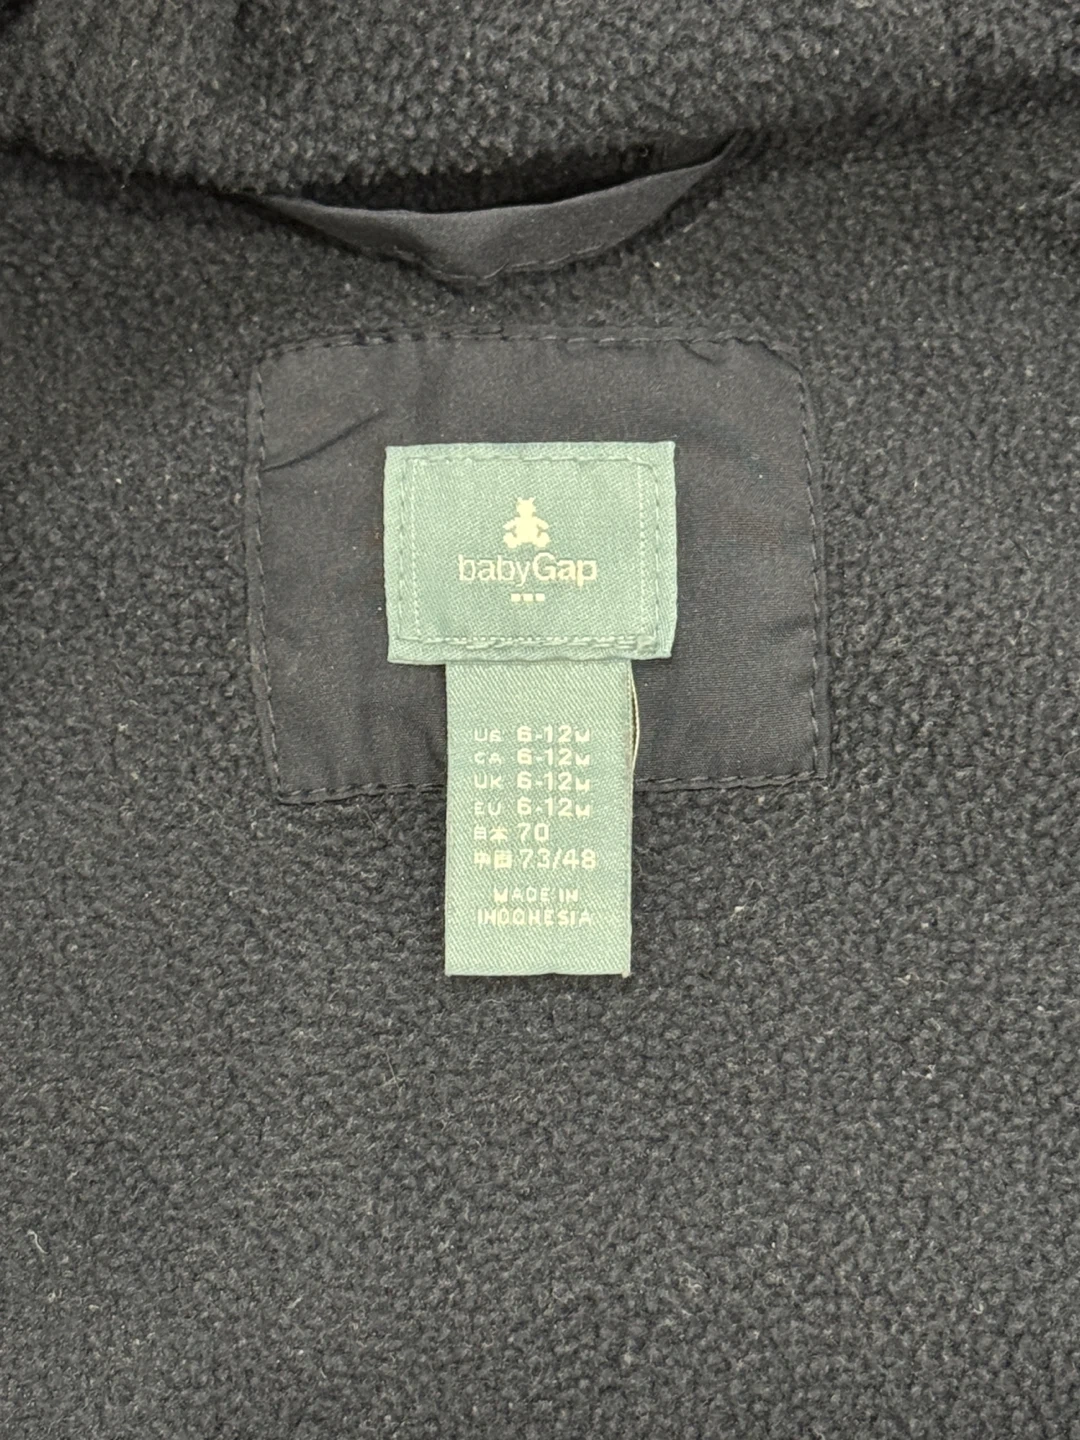 babyGap
US 6-12M
CA 6-12M
UK 6-12M
EU 6-12M
日本 70
中国 73/48
MADE IN
INDONESIA